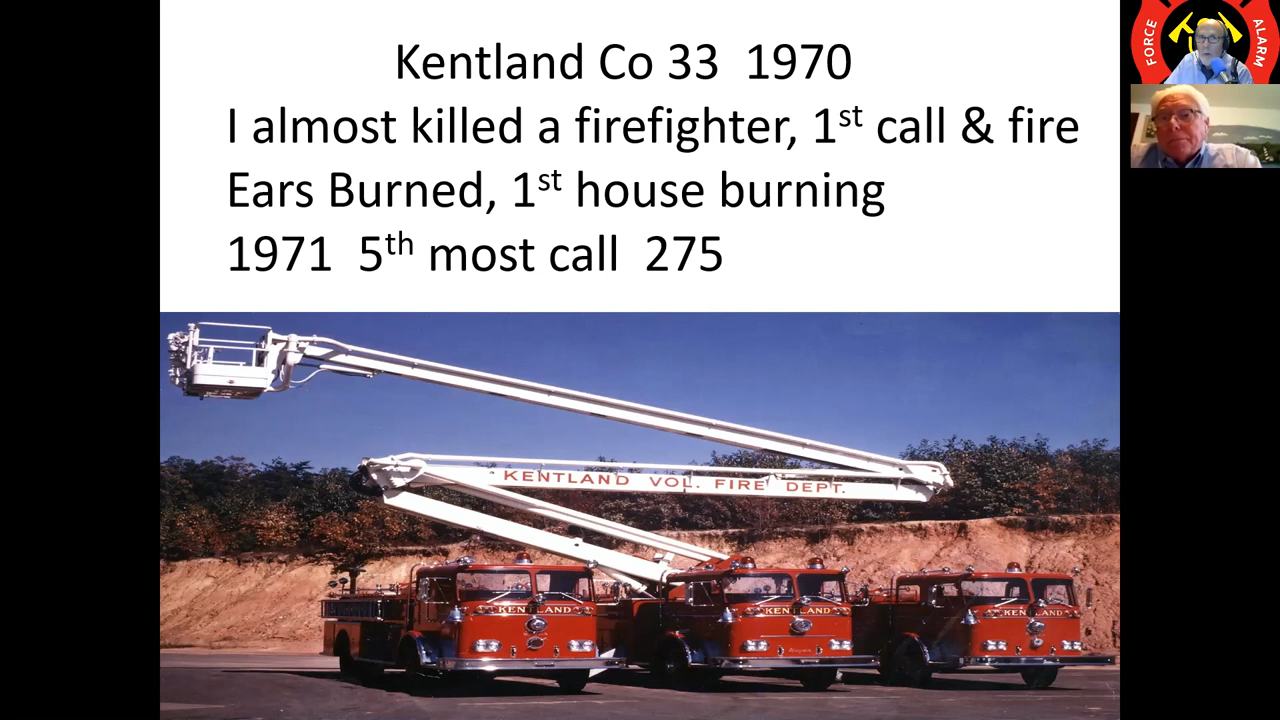 Kentland Co 33 1970
I almost killed a firefighter, 1st call & fire
Ears Burned, 1st house burning
1971 5th most call 275
FORCE
ALARM
KENTLAND VOL. FIRE DEPT.
KENTLAND
KENTLAND
KENTLAND